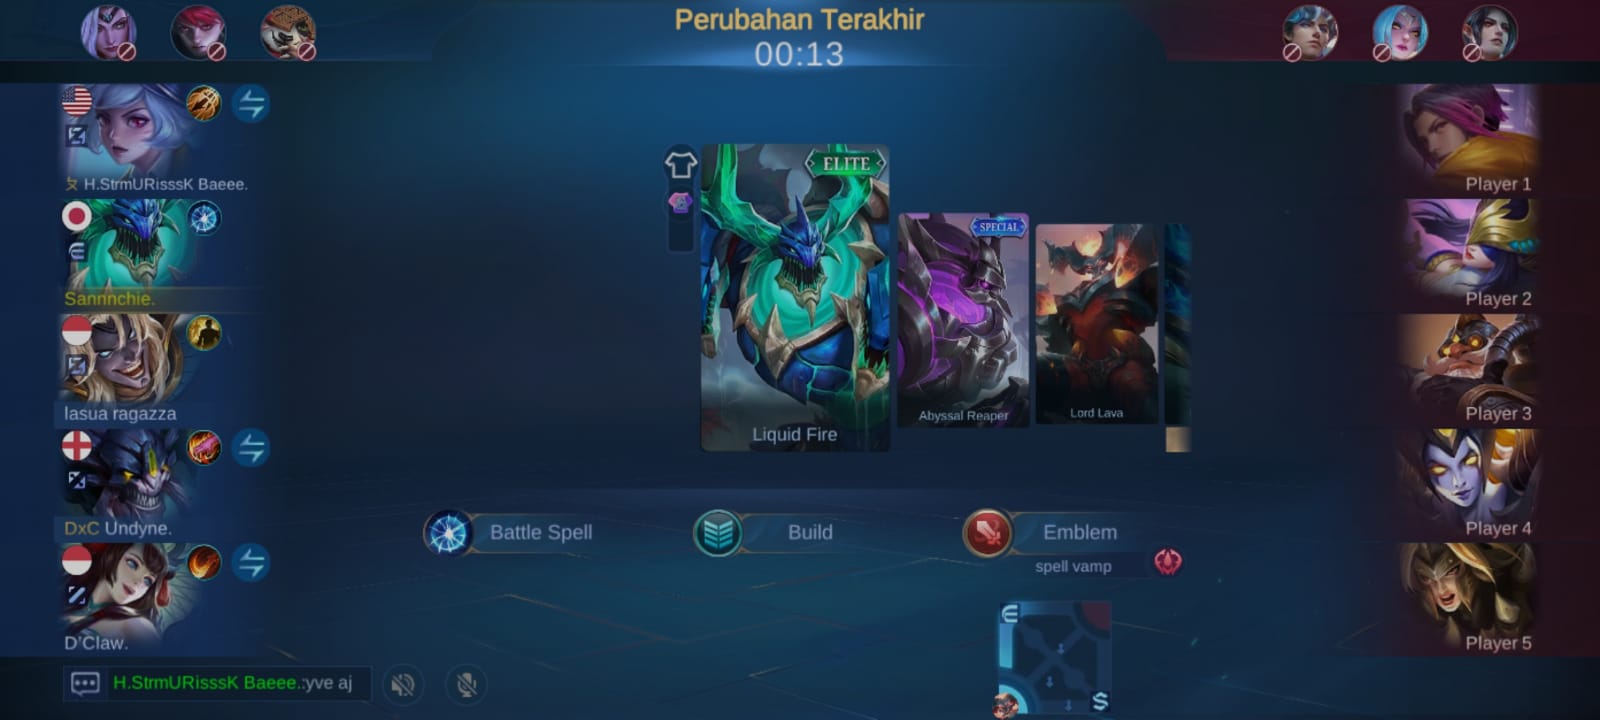 Perubahan Terakhir
00:13
H.StrmURisssK Baeee.
Sannnchie.
lasua ragazza
DxC Undyne.
D'Claw.
ELITE
Liquid Fire
SPECIAL
Abyssal Reaper
Lord Lava
Battle Spell
Build
Emblem
spell vamp
Player 1
Player 2
Player 3
Player 4
Player 5
H.StrmURisssK Baeee.:yve aj